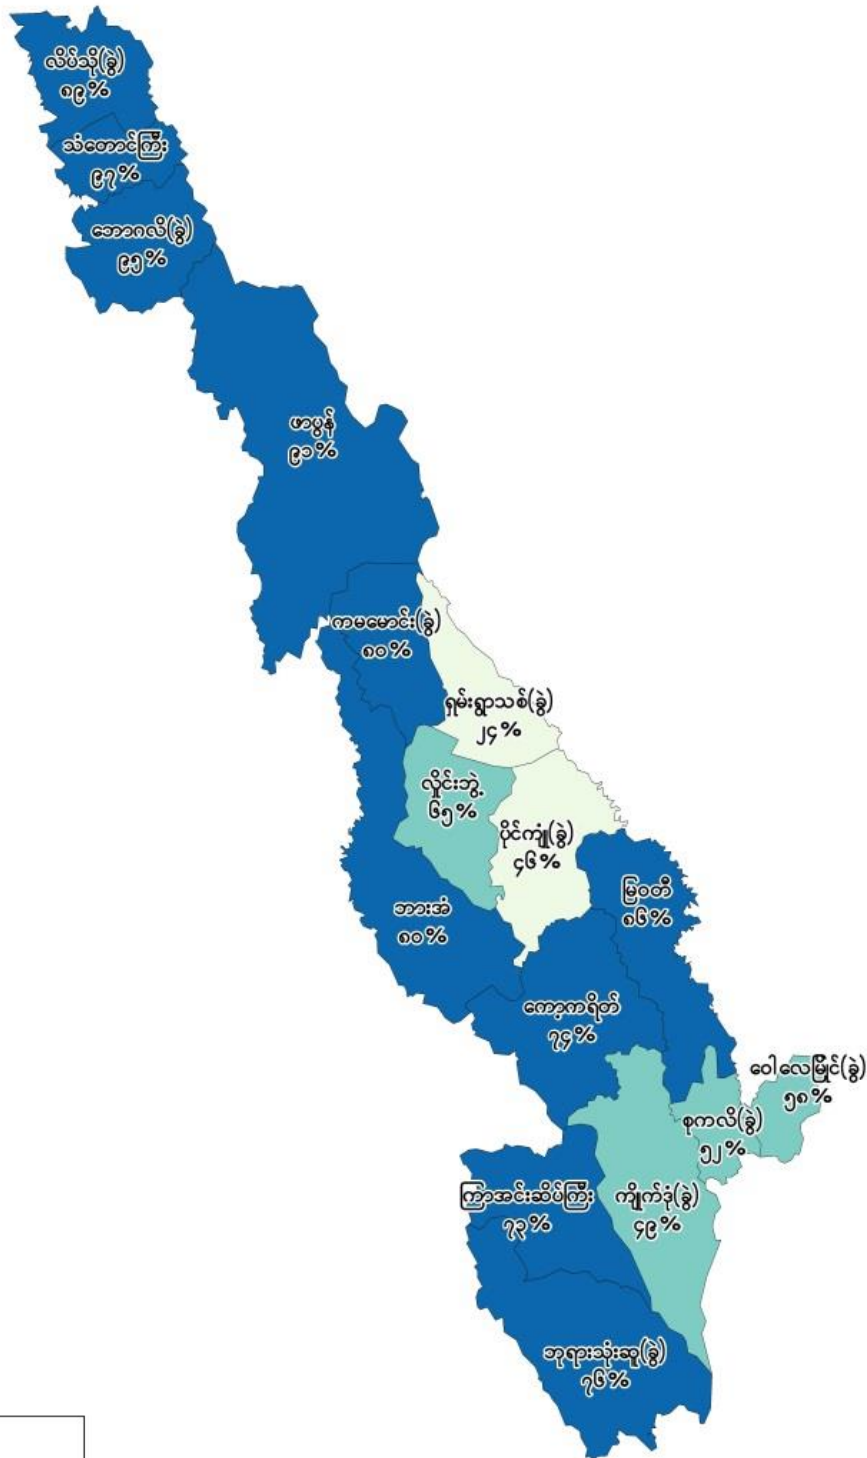 လိပ်သို(ခွဲ)
၈၉%
သံတောင်ကြီး
၉၇%
ဘောဂလိ(ခွဲ)
၉၅%
ဖာပွန်
၉၁%
ကမမောင်း(ခွဲ)
၈၀%
ရှမ်းရွာသစ်(ခွဲ)
၂၄%
လှိုင်းဘွဲ့
၆၅%
ပိုင်ကျုံ(ခွဲ)
၄၆%
မြဝတီ
၈၆%
ဘားအံ
၈၀%
ကော့ကရိတ်
၇၄%
ဝေါလေမြိုင်(ခွဲ)
၅၈%
စုကလိ(ခွဲ)
၅၂%
ကြာအင်းဆိပ်ကြီး
၇၃%
ကျိုက်ဒုံ(ခွဲ)
၄၉%
ဘုရားသုံးဆူ(ခွဲ)
၇၆%